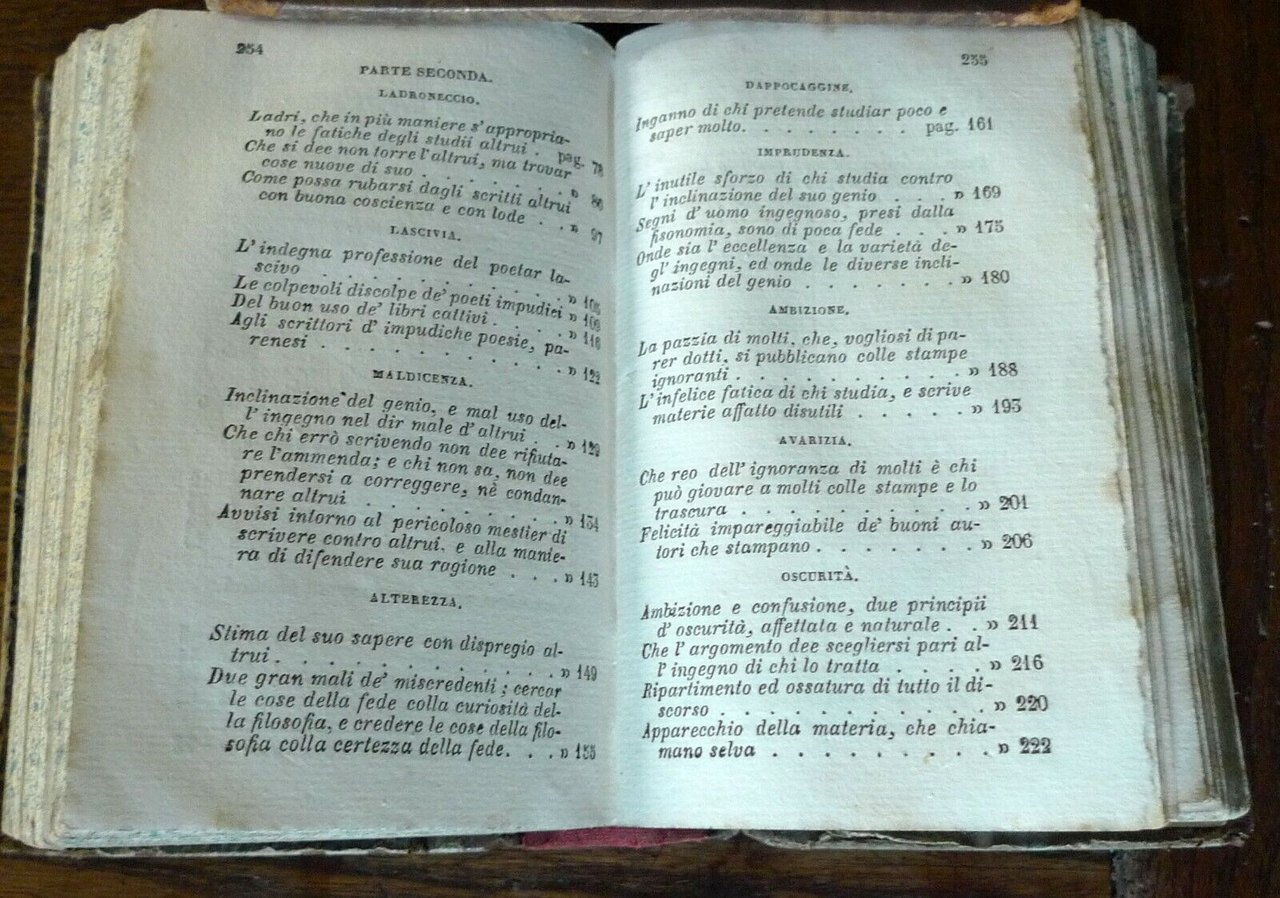 254
PARTE SECONDA.
LADRONECCIO.
Ladri, che in più maniere s'appropria-
no le fatiche degli studii altrui . pag. 78
Che si dee non torre l'altrui, ma trovar
cose nuove di suo . . . . . . . » 86
Come possa rubarsi dagli scritti altrui
con buona coscienza e con lode . . » 97
LASCIVIA.
L'indegna professione del poetar la-
scivo . . . . . . . . . . . . » 105
Le colpevoli discolpe de' poeti impudici » 109
Del buon uso de' libri cattivi . . . . » 116
Agli scrittori d' impudiche poesie, pa-
renesi . . . . . . . . . . . » 122
MALDICENZA.
Inclinazione del genio, e mal uso del-
l' ingegno nel dir male d' altrui . . » 129
Che chi errò scrivendo non dee rifiuta-
re l'ammenda; e chi non sa, non dee
prendersi a correggere, nè condan-
nare altrui . . . . . . . . . » 134
Avvisi intorno al pericoloso mestier di
scrivere contro altrui, e alla manie-
ra di difendere sua ragione . . . » 143
ALTEREZZA.
Stima del suo sapere con dispregio al-
trui . . . . . . . . . . . . . » 149
Due gran mali de' miscredenti; cercar
le cose della fede colla curiosità del-
la filosofia, e credere le cose della filo-
sofia colla certezza della fede. . . » 155
255
DAPPOCAGGINE.
Inganno di chi pretende studiar poco e
saper molto. . . . . . . . . pag. 161
IMPRUDENZA.
L' inutile sforzo di chi studia contro
l' inclinazione del suo genio . . . » 169
Segni d' uomo ingegnoso, presi dalla
fisonomia, sono di poca fede . . . » 175
Onde sia l' eccellenza e la varietà de-
gl' ingegni, ed onde le diverse incli-
nazioni del genio . . . . . . . » 180
AMBIZIONE.
La pazzia di molti, che, vogliosi di pa-
rer dotti, si pubblicano colle stampe
ignoranti . . . . . . . . . . » 188
L'infelice fatica di chi studia, e scrive
materie affatto disutili . . . . . » 193
AVARIZIA.
Che reo dell' ignoranza di molti è chi
può giovare a molti colle stampe e lo
trascura . . . . . . . . . . » 201
Felicità impareggiabile de' buoni au-
tori che stampano . . . . . . . » 206
OSCURITÀ.
Ambizione e confusione, due principii
d' oscurità, affettata e naturale . . » 211
Che l' argomento dee scegliersi pari al-
l' ingegno di chi lo tratta . . . . » 216
Ripartimento ed ossatura di tutto il di-
scorso . . . . . . . . . . . » 220
Apparecchio della materia, che chia-
mano selva . . . . . . . . . » 222